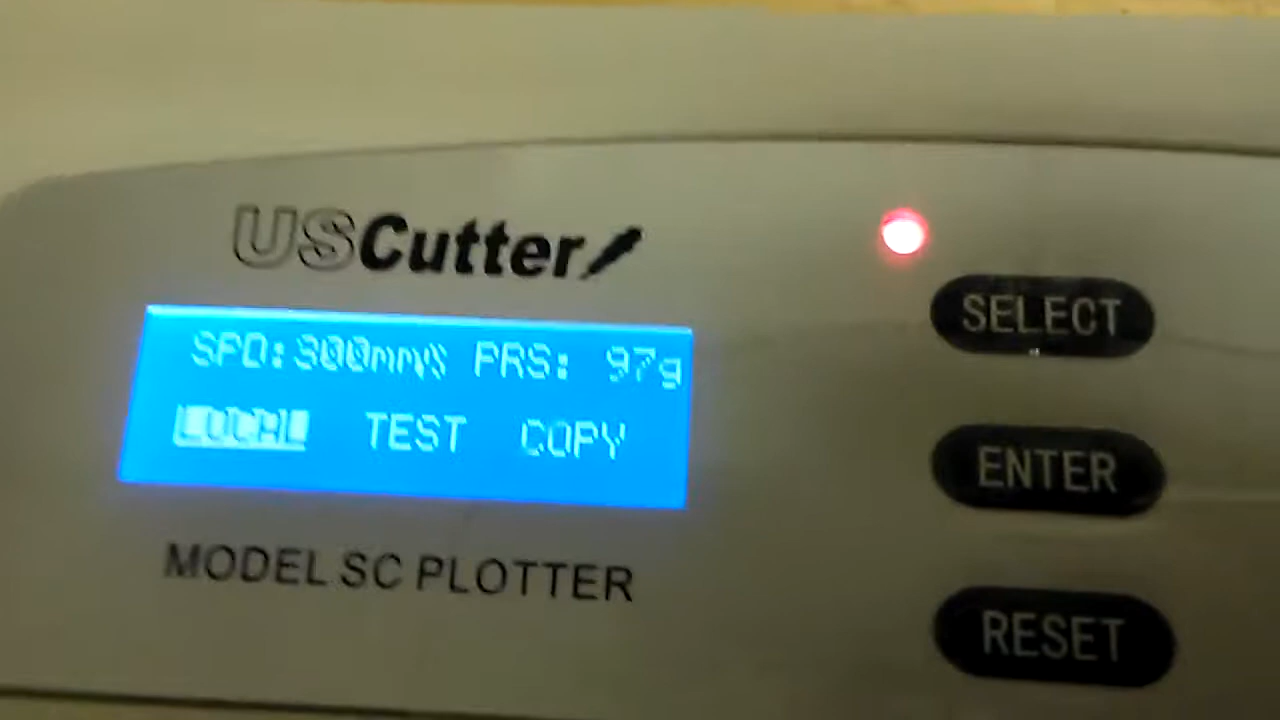 USCutter
SPD:300mm/s PRS: 97g
LOCAL TEST COPY
MODEL SC PLOTTER
SELECT
ENTER
RESET